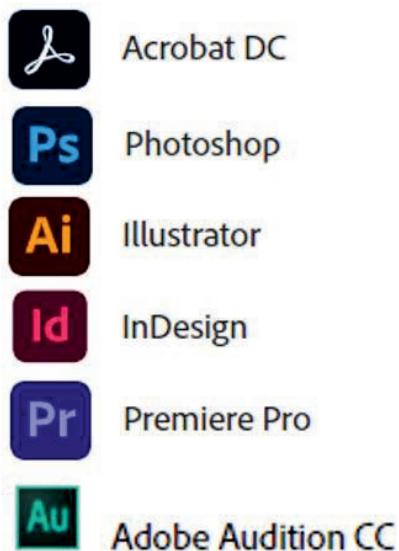 Acrobat DC
Ps Photoshop
Ai Illustrator
Id InDesign
Pr Premiere Pro
Au Adobe Audition CC